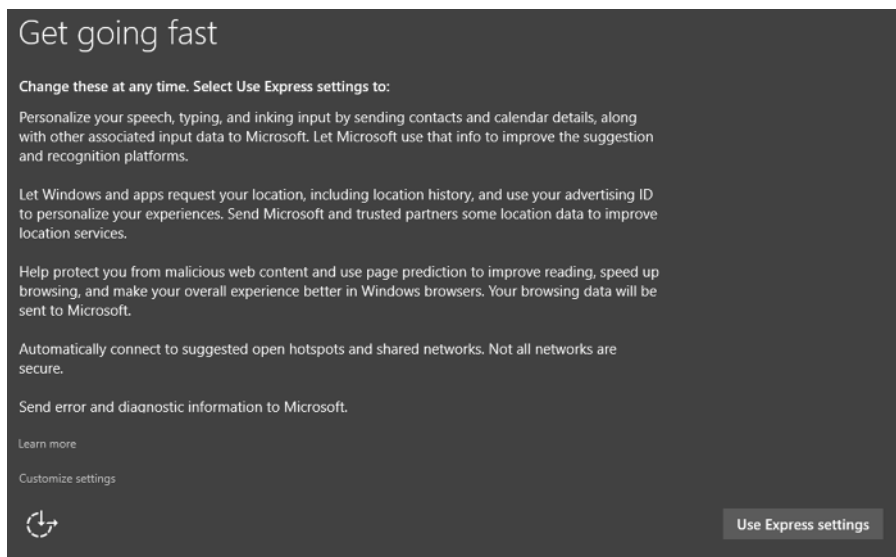 Get going fast
Change these at any time. Select Use Express settings to:
Personalize your speech, typing, and inking input by sending contacts and calendar details, along
with other associated input data to Microsoft. Let Microsoft use that info to improve the suggestion
and recognition platforms.
Let Windows and apps request your location, including location history, and use your advertising ID
to personalize your experiences. Send Microsoft and trusted partners some location data to improve
location services.
Help protect you from malicious web content and use page prediction to improve reading, speed up
browsing, and make your overall experience better in Windows browsers. Your browsing data will be
sent to Microsoft.
Automatically connect to suggested open hotspots and shared networks. Not all networks are
secure.
Send error and diagnostic information to Microsoft.
Learn more
Customize settings
Use Express settings